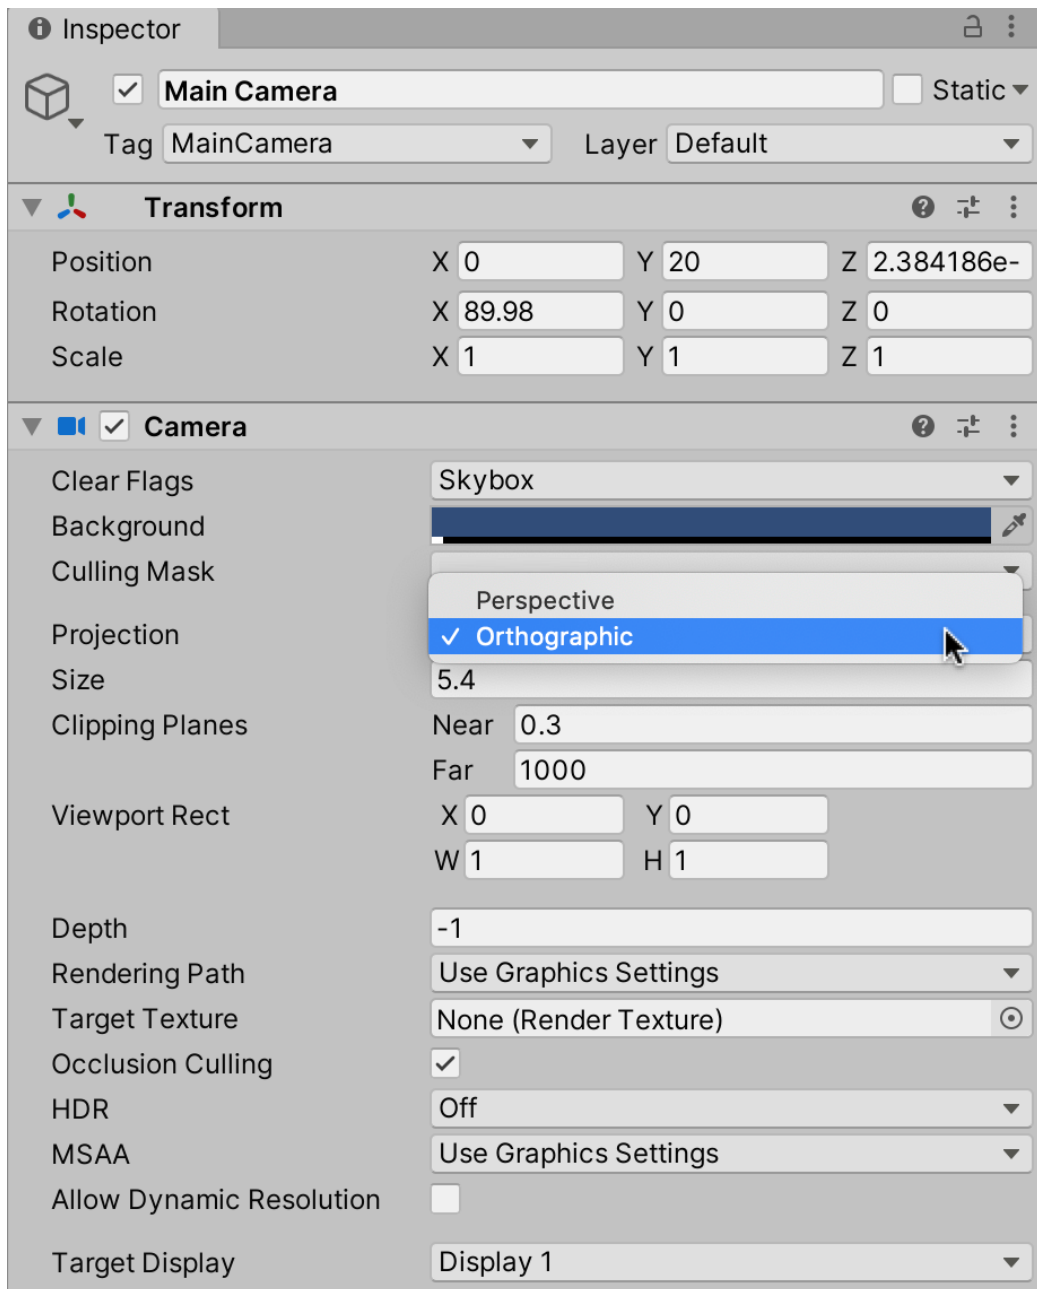 Inspector
Main Camera Static
Tag MainCamera Layer Default
Transform
Position X 0 Y 20 Z 2.384186e-
Rotation X 89.98 Y 0 Z 0
Scale X 1 Y 1 Z 1
Camera
Clear Flags Skybox
Background
Culling Mask
Perspective
Projection ✓ Orthographic
Size 5.4
Clipping Planes Near 0.3
Far 1000
Viewport Rect X 0 Y 0
W 1 H 1
Depth -1
Rendering Path Use Graphics Settings
Target Texture None (Render Texture)
Occlusion Culling
HDR Off
MSAA Use Graphics Settings
Allow Dynamic Resolution
Target Display Display 1